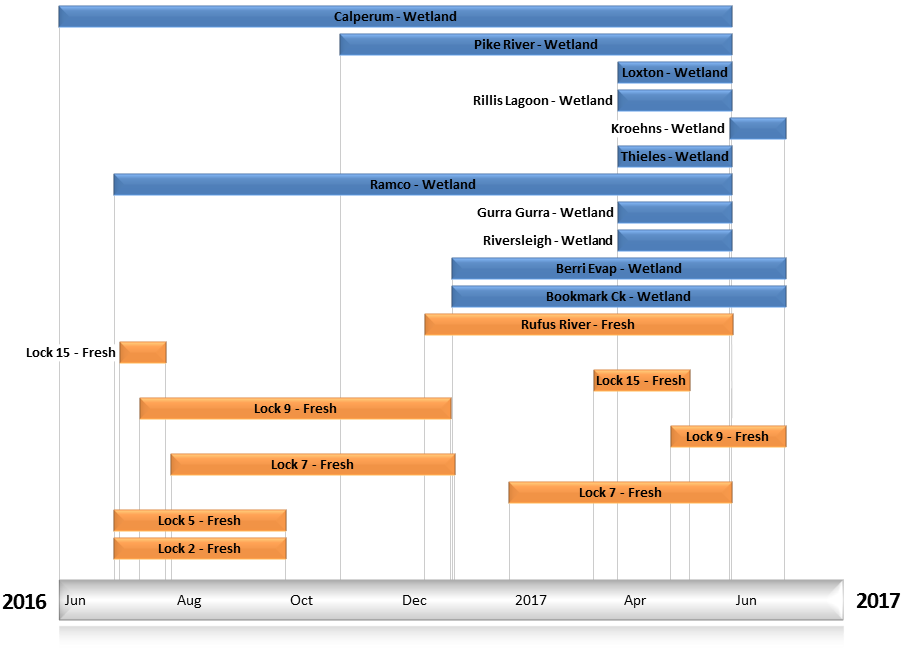 Calperum - Wetland
Pike River - Wetland
Loxton - Wetland
Rillis Lagoon - Wetland
Kroehns - Wetland
Thieles - Wetland
Ramco - Wetland
Gurra Gurra - Wetland
Riversleigh - Wetland
Berri Evap - Wetland
Bookmark Ck - Wetland
Rufus River - Fresh
Lock 15 - Fresh
Lock 15 - Fresh
Lock 9 - Fresh
Lock 9 - Fresh
Lock 7 - Fresh
Lock 7 - Fresh
Lock 5 - Fresh
Lock 2 - Fresh
2016 Jun Aug Oct Dec 2017 Apr Jun 2017